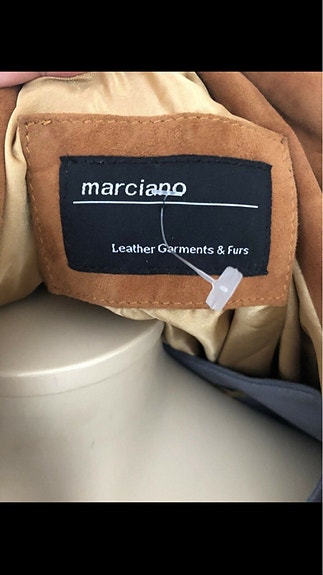 marciano
Leather Garments & Furs